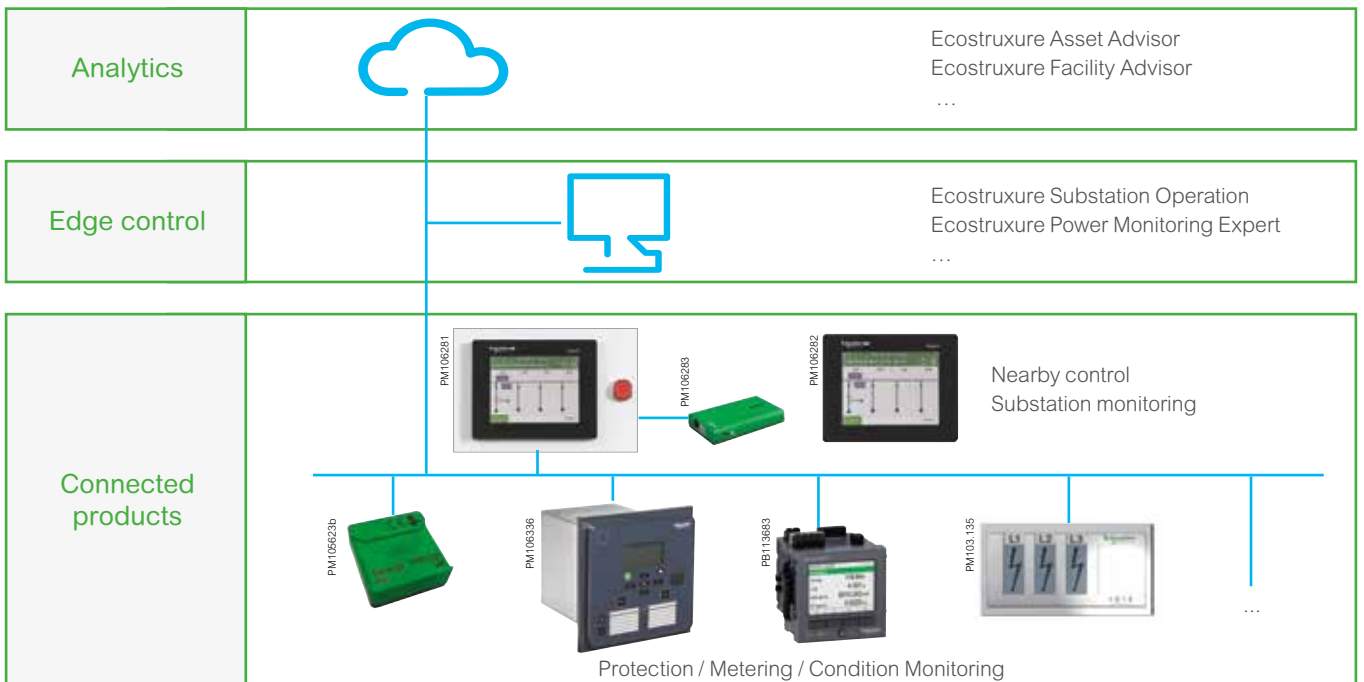 Analytics
Ecostruxure Asset Advisor
Ecostruxure Facility Advisor
...
Edge control
Ecostruxure Substation Operation
Ecostruxure Power Monitoring Expert
...
Connected
products
PM106281
PM106283
PM106282
Nearby control
Substation monitoring
PM105623b
PM106336
PB113683
PM103.135
L1 L2 L3
...
Protection / Metering / Condition Monitoring